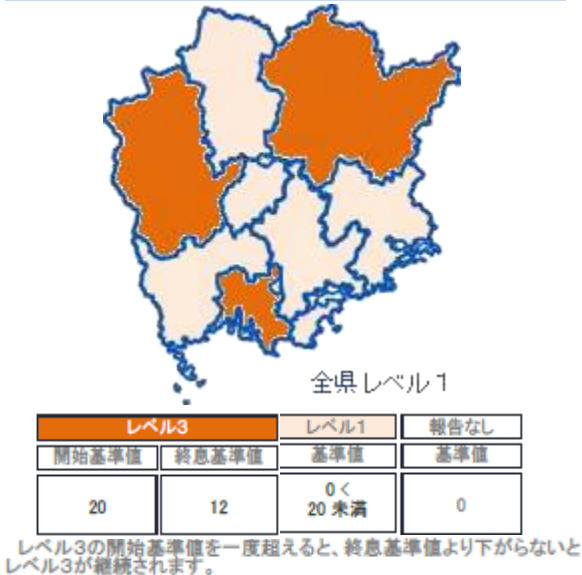 全県レベル1
レベル3 レベル1 報告なし
開始基準値 終息基準値 基準値 基準値
20 12 0<
20 未満 0
レベル3の開始基準値を一度超えると、終息基準値より下がらないと
レベル3が継続されます。